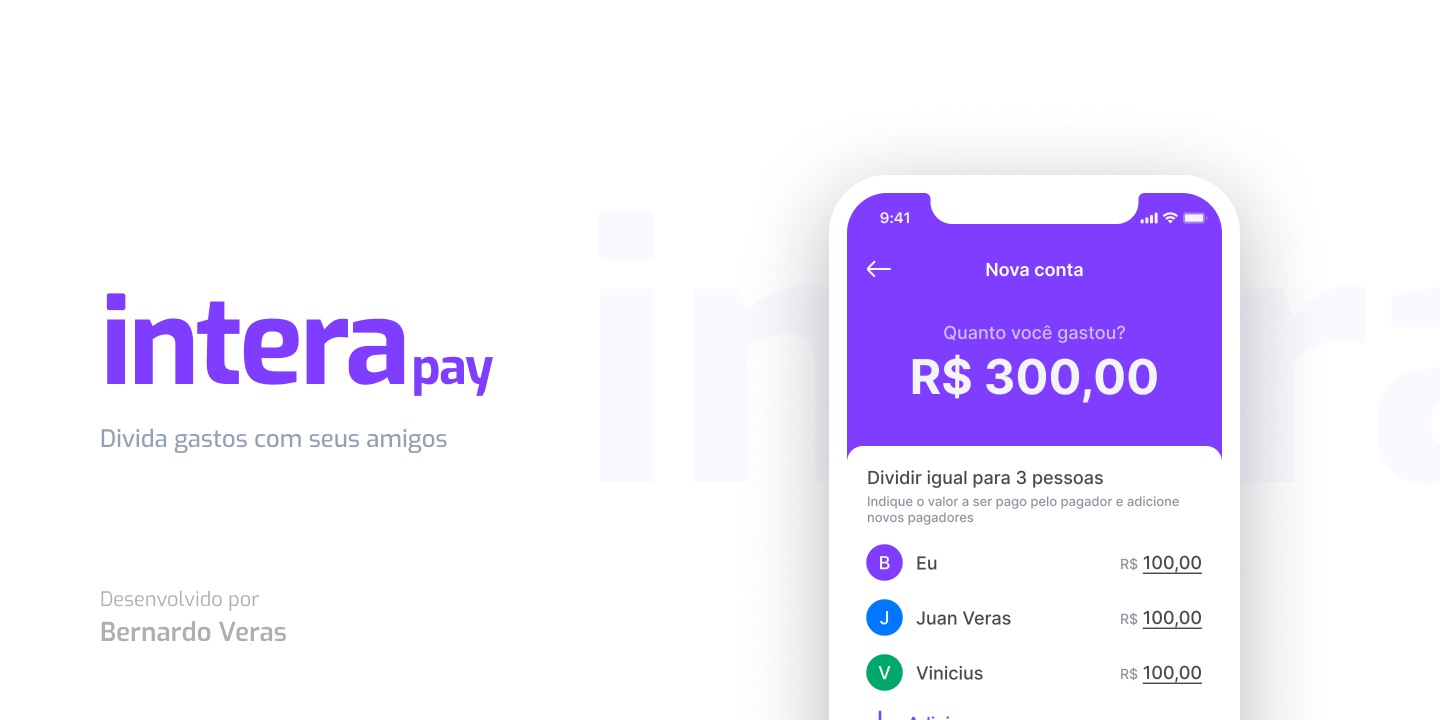 intera pay
Divida gastos com seus amigos
Desenvolvido por
Bernardo Veras
9:41
Nova conta
Quanto você gastou?
R$ 300,00
Dividir igual para 3 pessoas
Indique o valor a ser pago pelo pagador e adicione
novos pagadores
B Eu R$ 100,00
J Juan Veras R$ 100,00
V Vinicius R$ 100,00